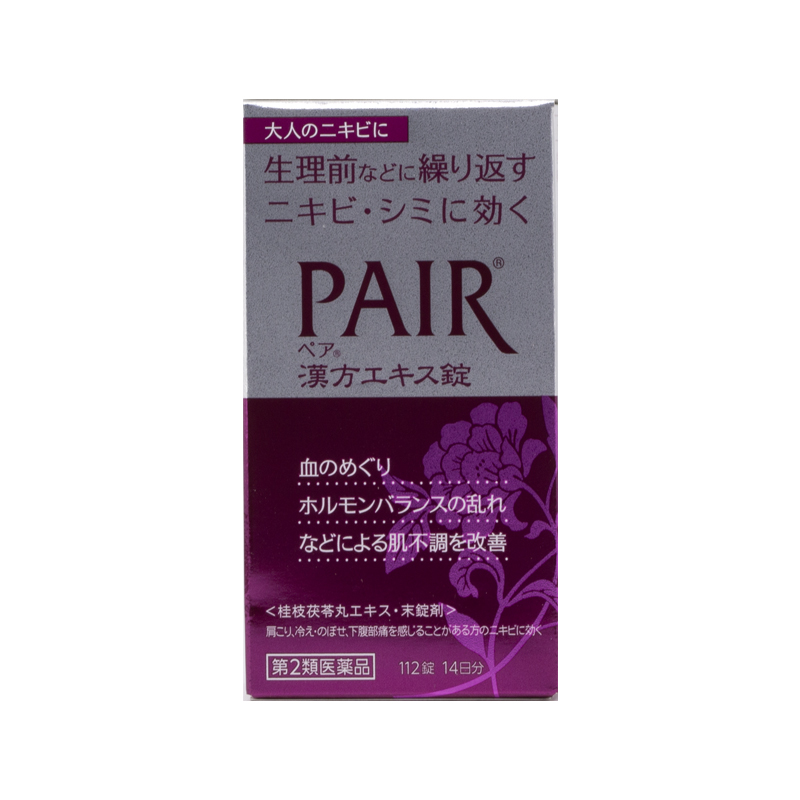 大人のニキビに
生理前などに繰り返す
ニキビ・シミに効く
PAIR®
ペア®
漢方エキス錠
血のめぐり
ホルモンバランスの乱れ
などによる肌不調を改善
＜桂枝茯苓丸エキス・末錠剤＞
肩こり、冷え・のぼせ、下腹部痛を感じることがある方のニキビに効く
第2類医薬品 112錠 14日分